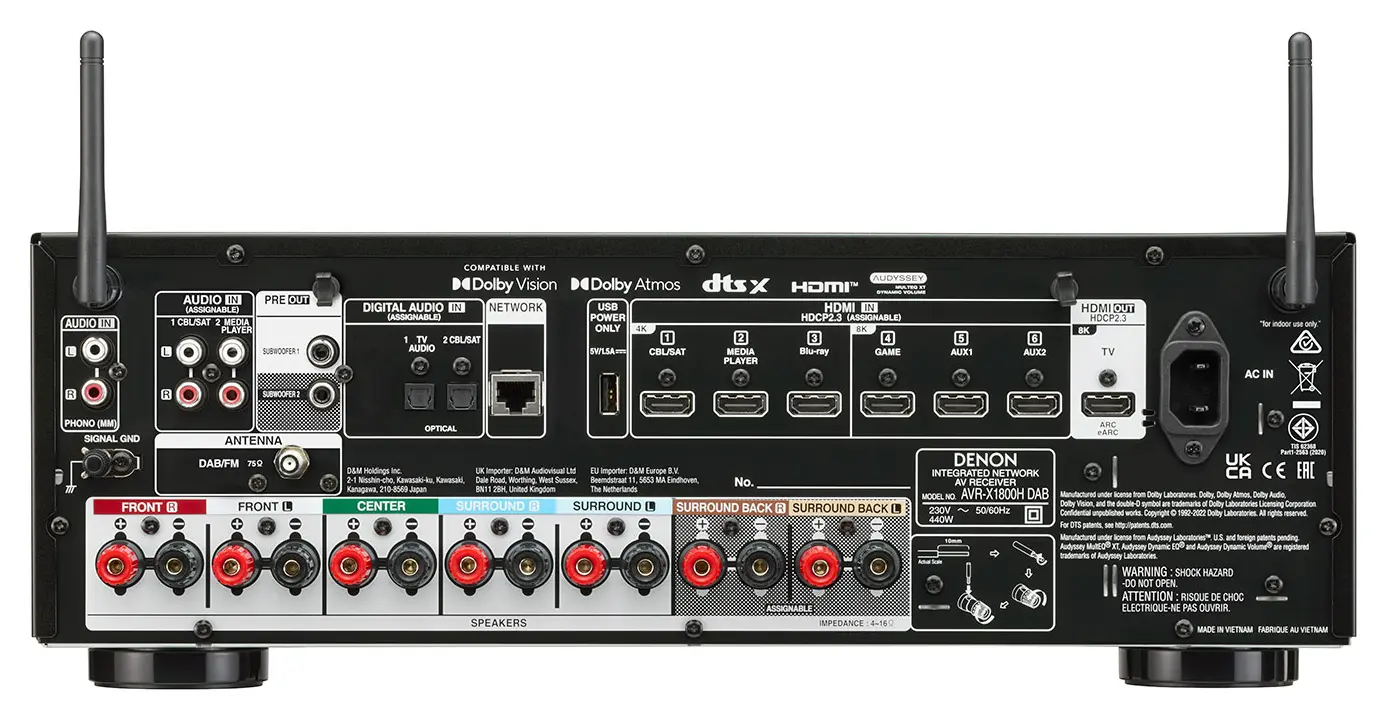 COMPATIBLE WITH
Dolby Vision
Dolby Atmos
dts X
HDMI™
AUDYSSEY
MULTEQ XT
DYNAMIC VOLUME
AUDIO IN
L
R
PHONO (MM)
SIGNAL GND
AUDIO IN
(ASSIGNABLE)
1 CBL/SAT 2 MEDIA
PLAYER
L
R
PRE OUT
SUBWOOFER 1
SUBWOOFER 2
DIGITAL AUDIO IN
(ASSIGNABLE)
1 TV
AUDIO
2 CBL/SAT
OPTICAL
NETWORK
USB
POWER
ONLY
5V/1.5A
HDMI IN
HDCP2.3 (ASSIGNABLE)
4K
8K
1
CBL/SAT
2
MEDIA
PLAYER
3
Blu-ray
4
GAME
5
AUX1
6
AUX2
HDMI OUT
HDCP2.3
8K
TV
ARC
eARC
AC IN
"for indoor use only."
TIS 62368
Part1-2563 (2020)
UK
CA
CE
EAC
ANTENNA
DAB/FM 75Ω
D&M Holdings Inc.
2-1 Nisshin-cho, Kawasaki-ku, Kawasaki,
Kanagawa, 210-8569 Japan
UK Importer: D&M Audiovisual Ltd
Dale Road, Worthing, West Sussex,
BN11 2BH, United Kingdom
EU Importer: D&M Europe B.V.
Beemdstraat 11, 5653 MA Eindhoven,
The Netherlands
No.
DENON
INTEGRATED NETWORK
AV RECEIVER
MODEL NO. AVR-X1800H DAB
230V ~ 50/60Hz
440W
Manufactured under license from Dolby Laboratories. Dolby, Dolby Atmos, Dolby Audio,
Dolby Vision, and the double-D symbol are trademarks of Dolby Laboratories Licensing Corporation.
Confidential unpublished works. Copyright © 1992-2022 Dolby Laboratories. All rights reserved.
For DTS patents, see http://patents.dts.com.
Manufactured under license from Audyssey Laboratories™. U.S. and foreign patents pending.
Audyssey MultEQ® XT, Audyssey Dynamic EQ® and Audyssey Dynamic Volume® are registered
trademarks of Audyssey Laboratories.
FRONT R
FRONT L
CENTER
SURROUND R
SURROUND L
SURROUND BACK R
SURROUND BACK L
+ − + − + − + − + − + − + −
ASSIGNABLE
SPEAKERS
IMPEDANCE : 4~16Ω
10mm
Actual Scale
WARNING : SHOCK HAZARD
-DO NOT OPEN.
ATTENTION : RISQUE DE CHOC
ELECTRIQUE-NE PAS OUVRIR.
MADE IN VIETNAM FABRIQUE AU VIETNAM